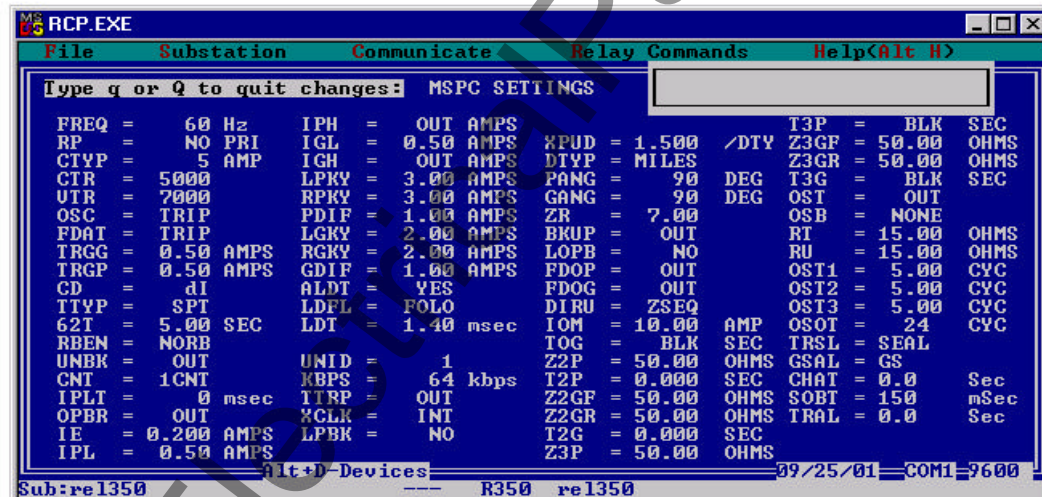 MS DOS RCP.EXE
File Substation Communicate Relay Commands Help(Alt H)
Type q or Q to quit changes: MSPC SETTINGS
FREQ = 60 Hz IPH = OUT AMPS T3P = BLK SEC
RP = NO PRI IGL = 0.50 AMPS XPUD = 1.500 /DTY Z3GF = 50.00 OHMS
CTYP = 5 AMP IGH = OUT AMPS DTYP = MILES Z3GR = 50.00 OHMS
CTR = 5000 LPKY = 3.00 AMPS PANG = 90 DEG T3G = BLK SEC
VTR = 7000 RPKY = 3.00 AMPS GANG = 90 DEG OST = OUT
OSC = TRIP PDIF = 1.00 AMPS ZR = 7.00 OSB = NONE
FDAT = TRIP LGKY = 2.00 AMPS BKUP = OUT RT = 15.00 OHMS
TRGG = 0.50 AMPS RGKY = 2.00 AMPS LOPB = NO RU = 15.00 OHMS
TRGP = 0.50 AMPS GDIF = 1.00 AMPS FDOP = OUT OST1 = 5.00 CYC
CD = dI ALDT = YES FDOG = OUT OST2 = 5.00 CYC
TTYP = SPT LDFL = FOLO DIRU = ZSEQ OST3 = 5.00 CYC
62T = 5.00 SEC LDT = 1.40 msec IOM = 10.00 AMP OSOT = 24 CYC
RBEN = NORB TOG = BLK SEC TRSL = SEAL
UNBK = OUT UNID = 1 Z2P = 50.00 OHMS GSAL = GS
CNT = 1CNT KBPS = 64 kbps T2P = 0.000 SEC CHAT = 0.0 Sec
IPLT = 0 msec TTRP = OUT Z2GF = 50.00 OHMS SOBT = 150 mSec
OPBR = OUT XCLK = INT Z2GR = 50.00 OHMS TRAL = 0.0 Sec
IE = 0.200 AMPS LPBK = NO T2G = 0.000 SEC
IPL = 0.50 AMPS Z3P = 50.00 OHMS
Alt+D-Devices 09/25/01 COM1 9600
Sub:rel350 --- R350 rel350